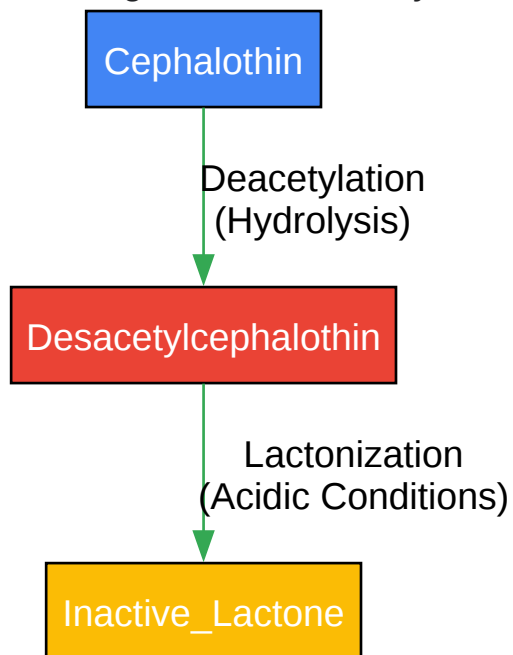 Cephalothin
Deacetylation
(Hydrolysis)
Desacetylcephalothin
Lactonization
(Acidic Conditions)
Inactive_Lactone